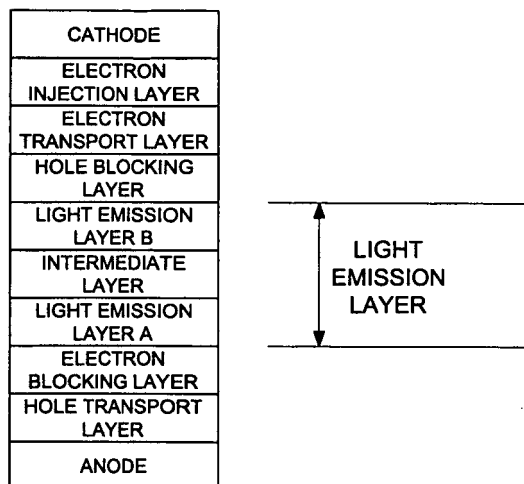 CATHODE
ELECTRON
INJECTION LAYER
ELECTRON
TRANSPORT LAYER
HOLE BLOCKING
LAYER
LIGHT EMISSION
LAYER B
INTERMEDIATE
LAYER
LIGHT EMISSION
LAYER A
ELECTRON
BLOCKING LAYER
HOLE TRANSPORT
LAYER
ANODE
LIGHT
EMISSION
LAYER